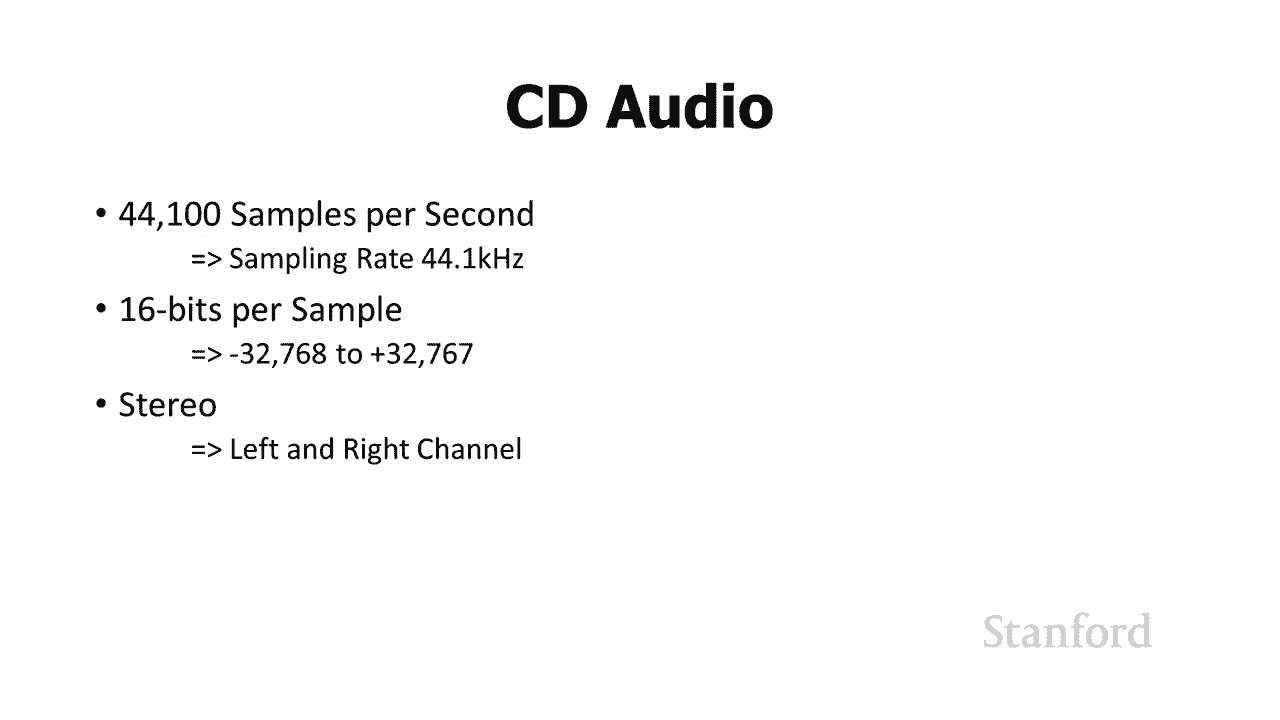 CD Audio
• 44,100 Samples per Second
=> Sampling Rate 44.1kHz
• 16-bits per Sample
=> -32,768 to +32,767
• Stereo
=> Left and Right Channel
Stanford